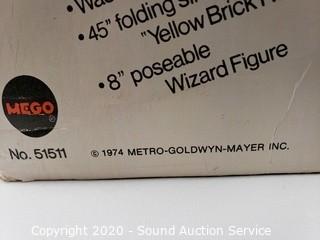 •Was
•45" folding
"Yellow Brick
•8" poseable
Wizard Figure
MEGO
®
No. 51511
© 1974 METRO-GOLDWYN-MAYER INC.
Copyright 2020 - Sound Auction Service